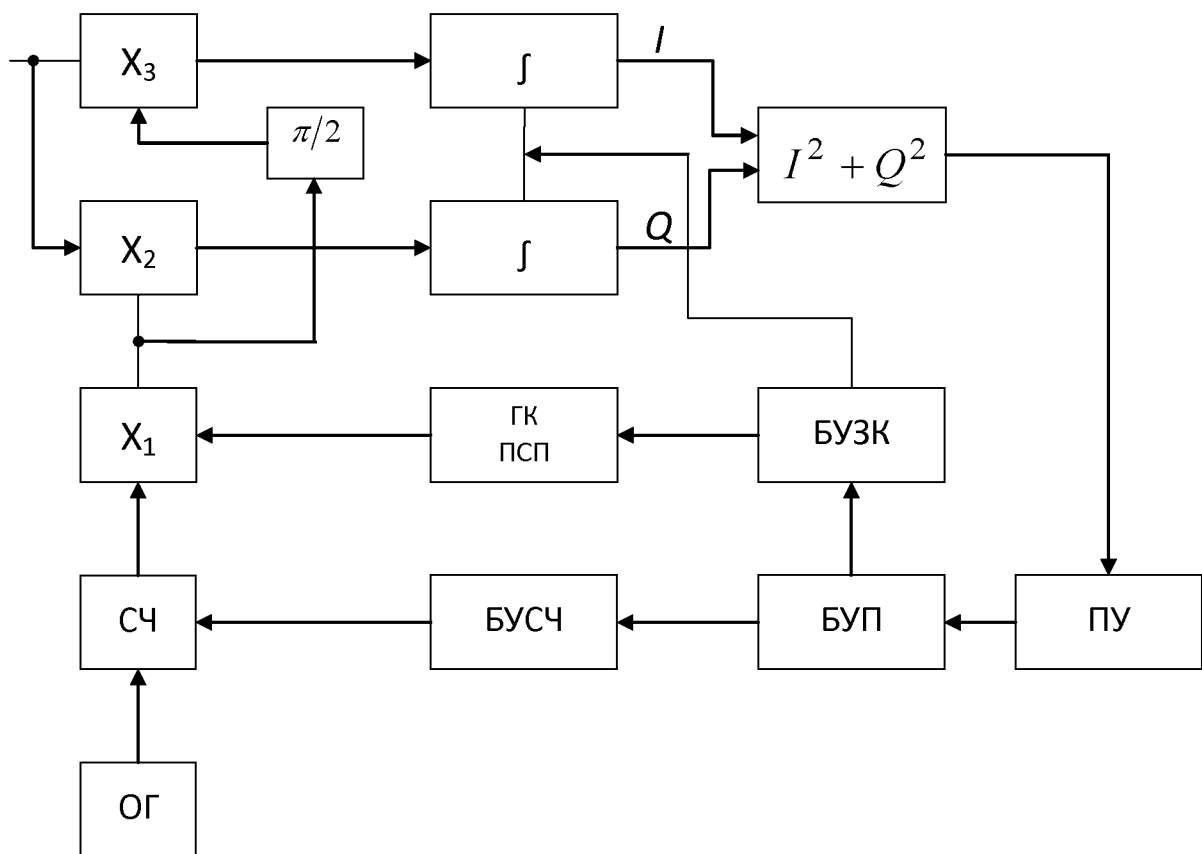 X₃
∫
I
π/2
I² + Q²
X₂
∫
Q
X₁
ГК
ПСП
БУЗК
СЧ
БУСЧ
БУП
ПУ
ОГ